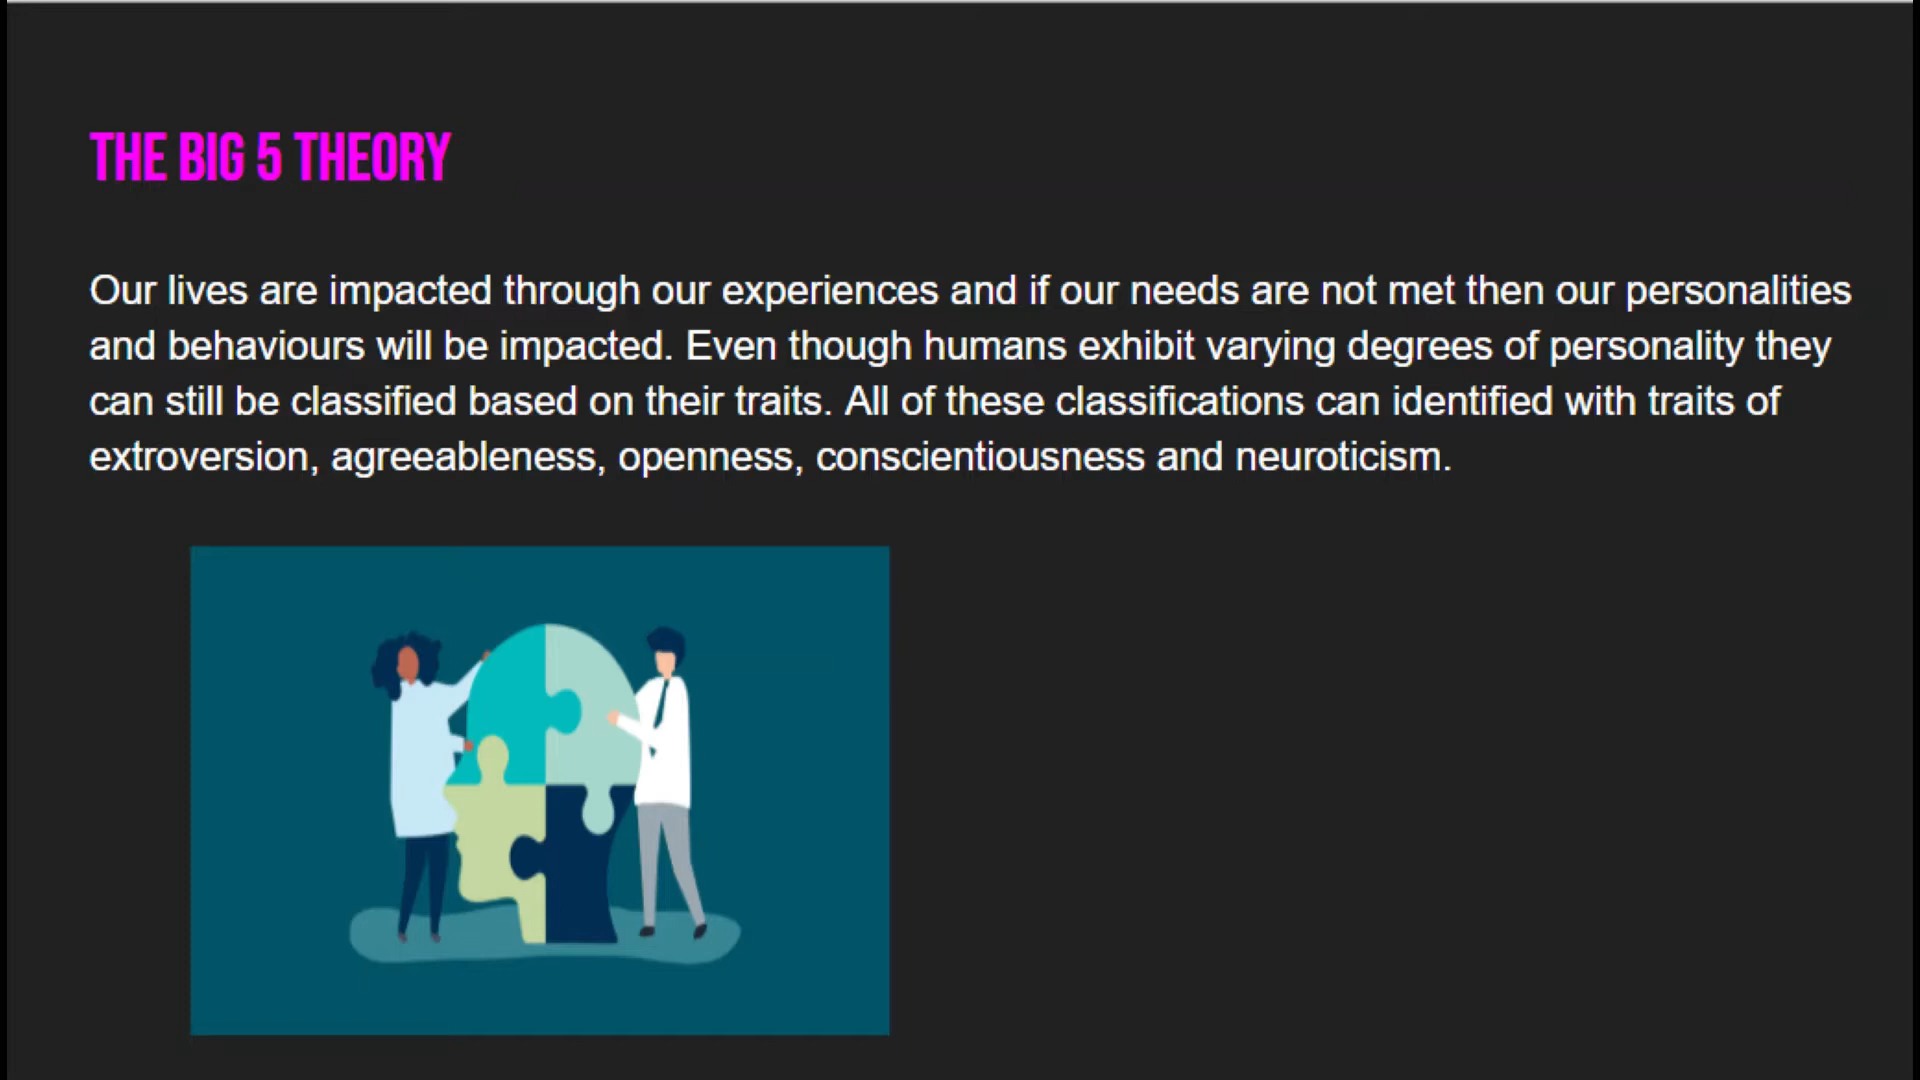 THE BIG 5 THEORY
Our lives are impacted through our experiences and if our needs are not met then our personalities
and behaviours will be impacted. Even though humans exhibit varying degrees of personality they
can still be classified based on their traits. All of these classifications can identified with traits of
extroversion, agreeableness, openness, conscientiousness and neuroticism.